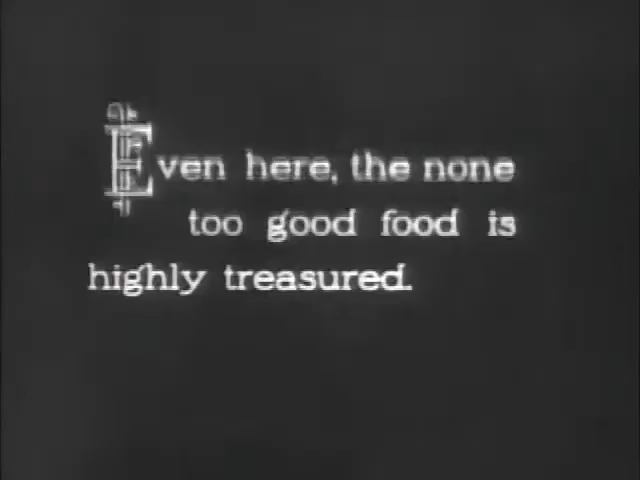 Even here, the none
too good food is
highly treasured.